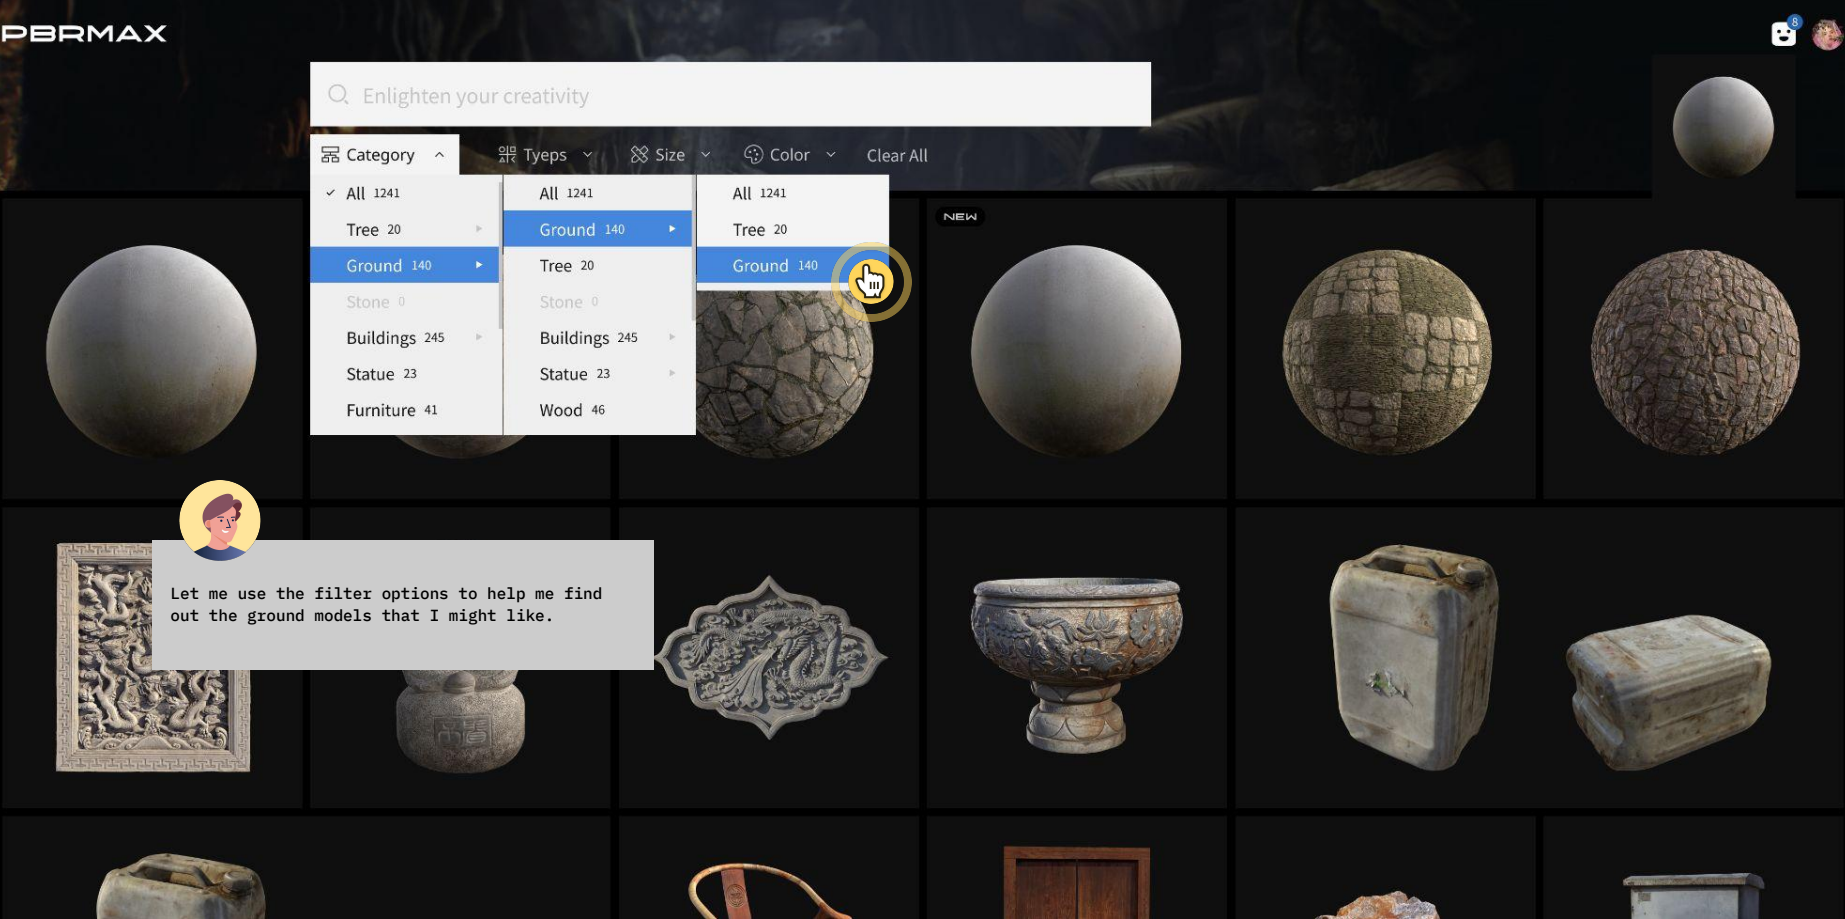 PBRMAX
8
Enlighten your creativity
Category
Tyeps
Size
Color
Clear All
All 1241
Tree 20
Ground 140
Stone 0
Buildings 245
Statue 23
Furniture 41
All 1241
Ground 140
Tree 20
Stone 0
Buildings 245
Statue 23
Wood 46
All 1241
Tree 20
Ground 140
NEW
Let me use the filter options to help me find
out the ground models that I might like.